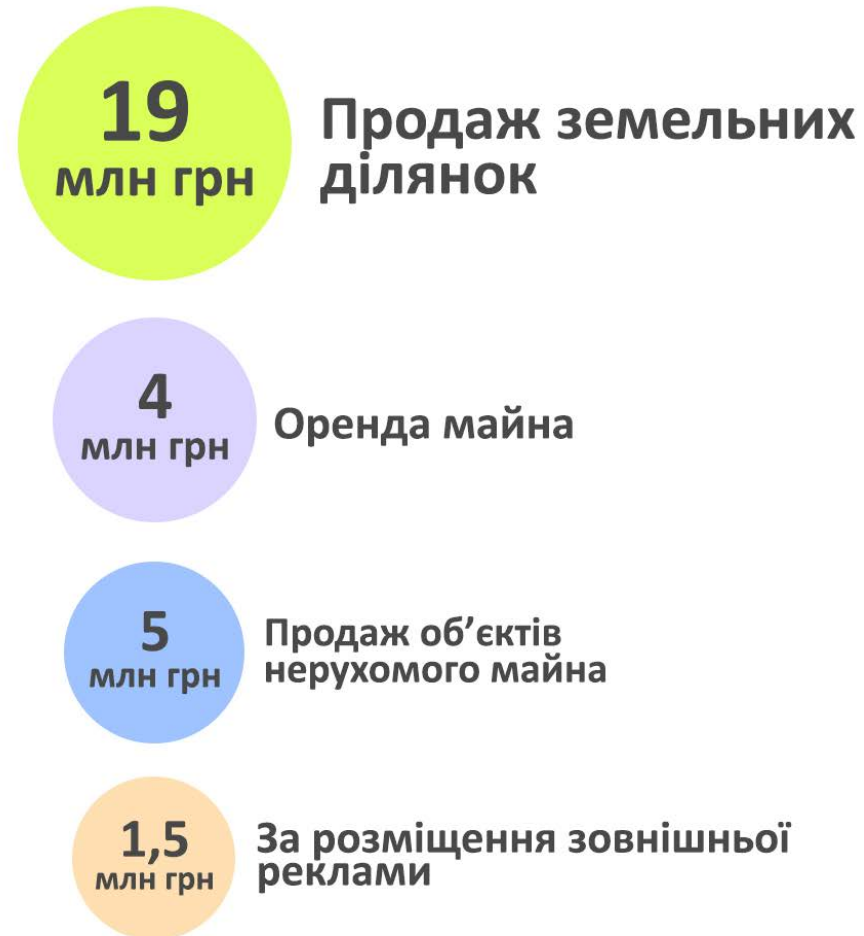 19
млн грн
Продаж земельних
ділянок
4
млн грн
Оренда майна
5
млн грн
Продаж об’єктів
нерухомого майна
1,5
млн грн
За розміщення зовнішньої
реклами